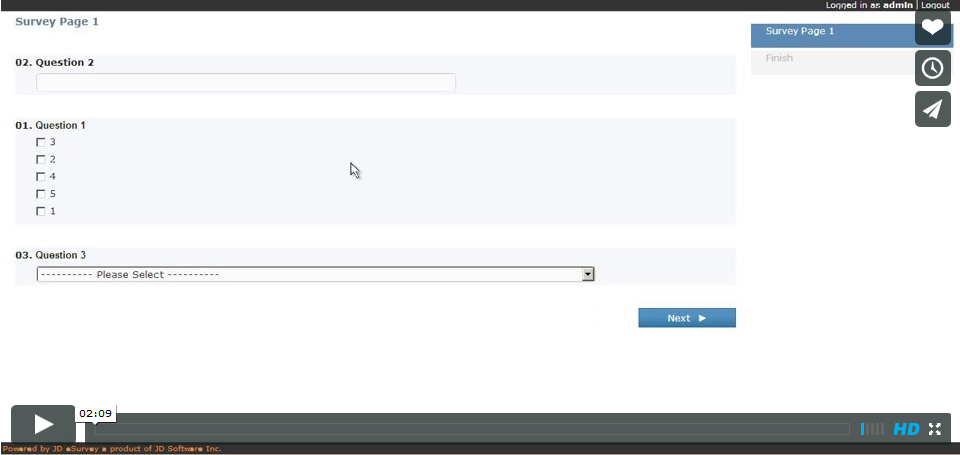 Logged in as admin | Logout
Survey Page 1
Survey Page 1
Finish
02. Question 2
01. Question 1
3
2
4
5
1
03. Question 3
---------- Please Select ----------
Next
02:09
HD
Powered by JD eSurvey a product of JD Software Inc.